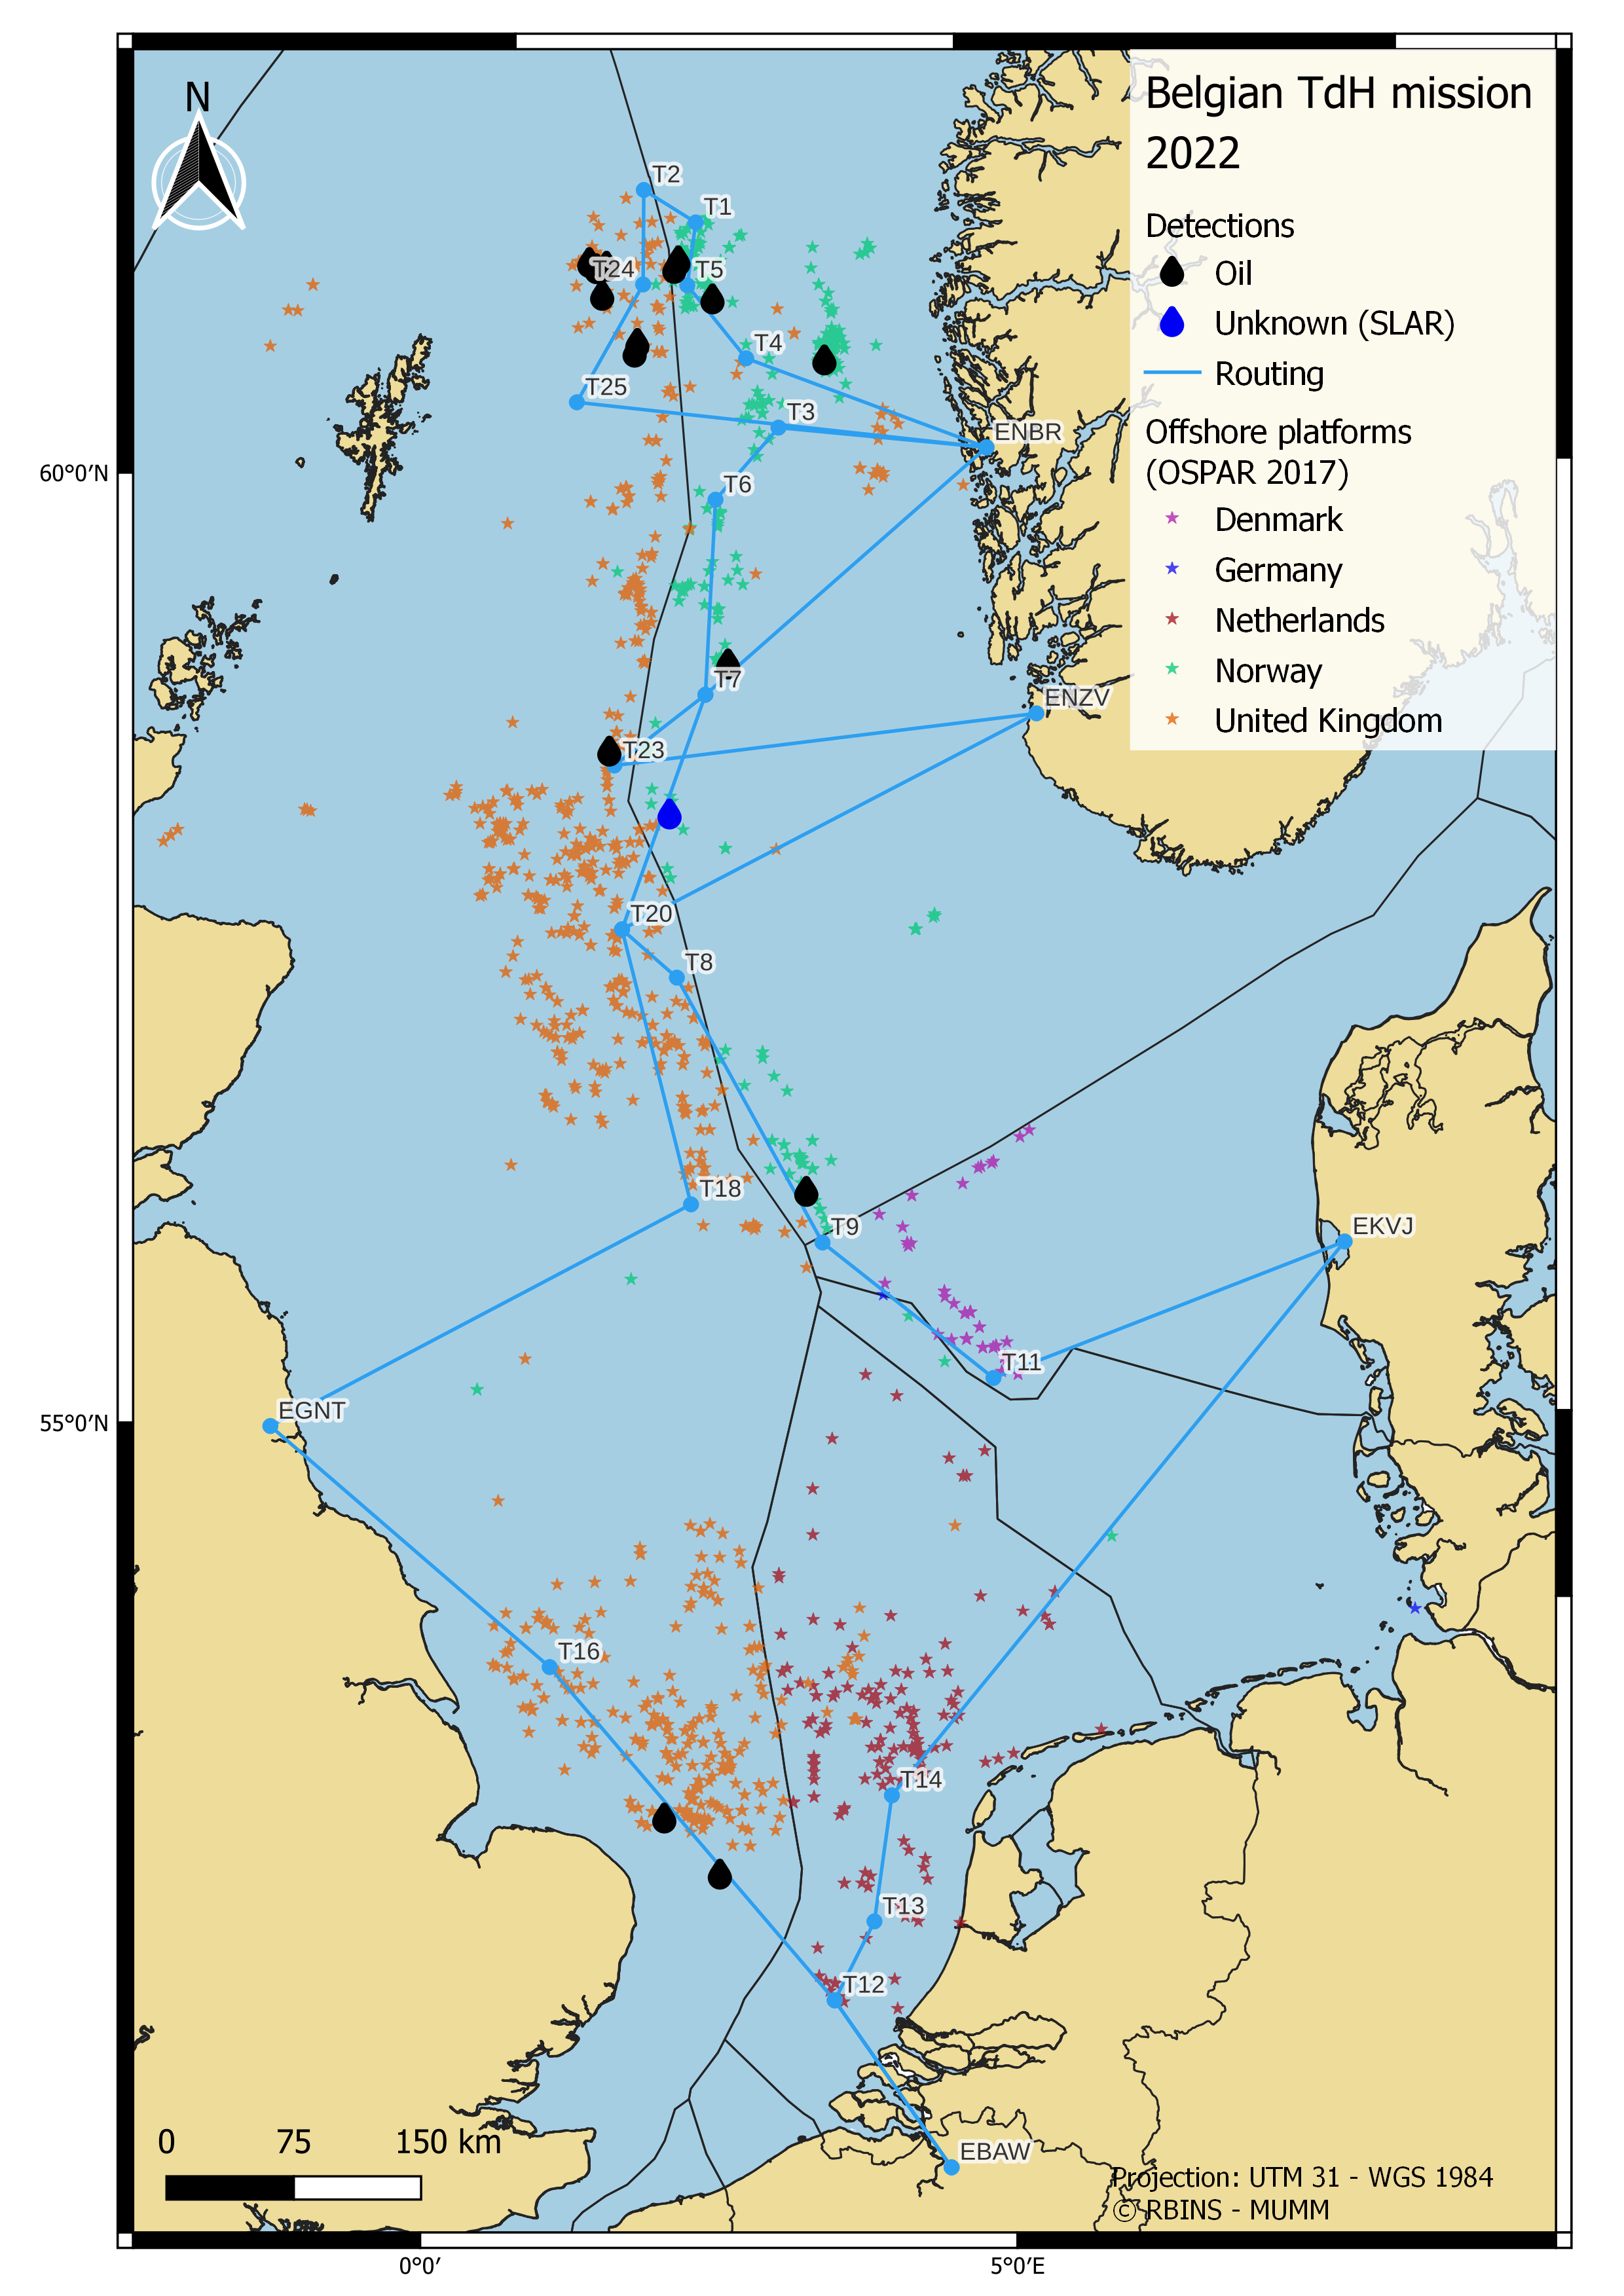 N
Belgian TdH mission
2022
Detections
Oil
Unknown (SLAR)
Routing
Offshore platforms
(OSPAR 2017)
Denmark
Germany
Netherlands
Norway
United Kingdom
T2
T1
T24
T5
T4
T25
T3
ENBR
60°0′N
T6
T7
ENZV
T23
T20
T8
T18
T9
EKVJ
T11
EGNT
55°0′N
T16
T14
T13
T12
EBAW
0 75 150 km
Projection: UTM 31 - WGS 1984
© RBINS - MUMM
0°0′
5°0′E